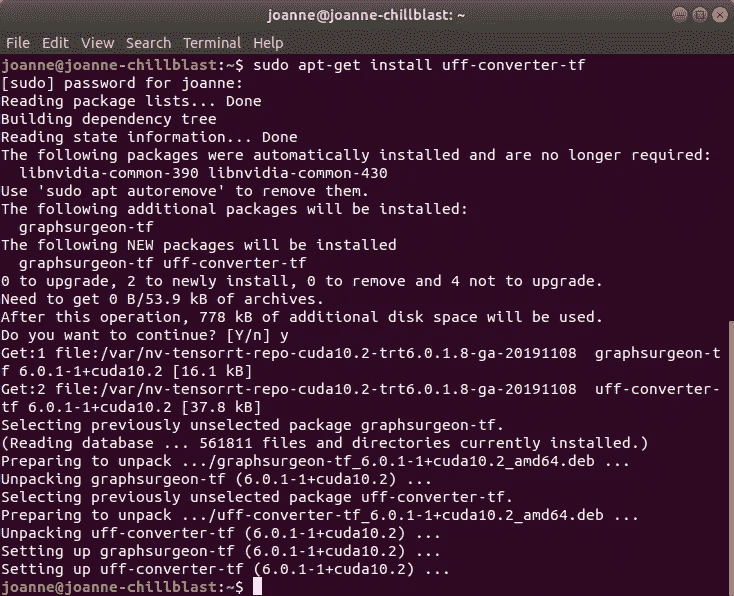 joanne@joanne-chillblast: ~
File Edit View Search Terminal Help
joanne@joanne-chillblast:~$ sudo apt-get install uff-converter-tf
[sudo] password for joanne:
Reading package lists... Done
Building dependency tree
Reading state information... Done
The following packages were automatically installed and are no longer required:
  libnvidia-common-390 libnvidia-common-430
Use 'sudo apt autoremove' to remove them.
The following additional packages will be installed:
  graphsurgeon-tf
The following NEW packages will be installed
  graphsurgeon-tf uff-converter-tf
0 to upgrade, 2 to newly install, 0 to remove and 4 not to upgrade.
Need to get 0 B/53.9 kB of archives.
After this operation, 778 kB of additional disk space will be used.
Do you want to continue? [Y/n] y
Get:1 file:/var/nv-tensorrt-repo-cuda10.2-trt6.0.1.8-ga-20191108  graphsurgeon-t
f 6.0.1-1+cuda10.2 [16.1 kB]
Get:2 file:/var/nv-tensorrt-repo-cuda10.2-trt6.0.1.8-ga-20191108  uff-converter-
tf 6.0.1-1+cuda10.2 [37.8 kB]
Selecting previously unselected package graphsurgeon-tf.
(Reading database ... 561811 files and directories currently installed.)
Preparing to unpack .../graphsurgeon-tf_6.0.1-1+cuda10.2_amd64.deb ...
Unpacking graphsurgeon-tf (6.0.1-1+cuda10.2) ...
Selecting previously unselected package uff-converter-tf.
Preparing to unpack .../uff-converter-tf_6.0.1-1+cuda10.2_amd64.deb ...
Unpacking uff-converter-tf (6.0.1-1+cuda10.2) ...
Setting up graphsurgeon-tf (6.0.1-1+cuda10.2) ...
Setting up uff-converter-tf (6.0.1-1+cuda10.2) ...
joanne@joanne-chillblast:~$